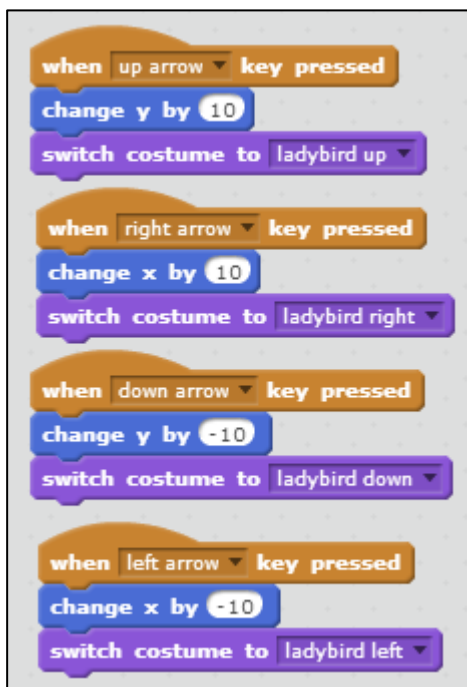 when up arrow key pressed
change y by 10
switch costume to ladybird up
when right arrow key pressed
change x by 10
switch costume to ladybird right
when down arrow key pressed
change y by -10
switch costume to ladybird down
when left arrow key pressed
change x by -10
switch costume to ladybird left